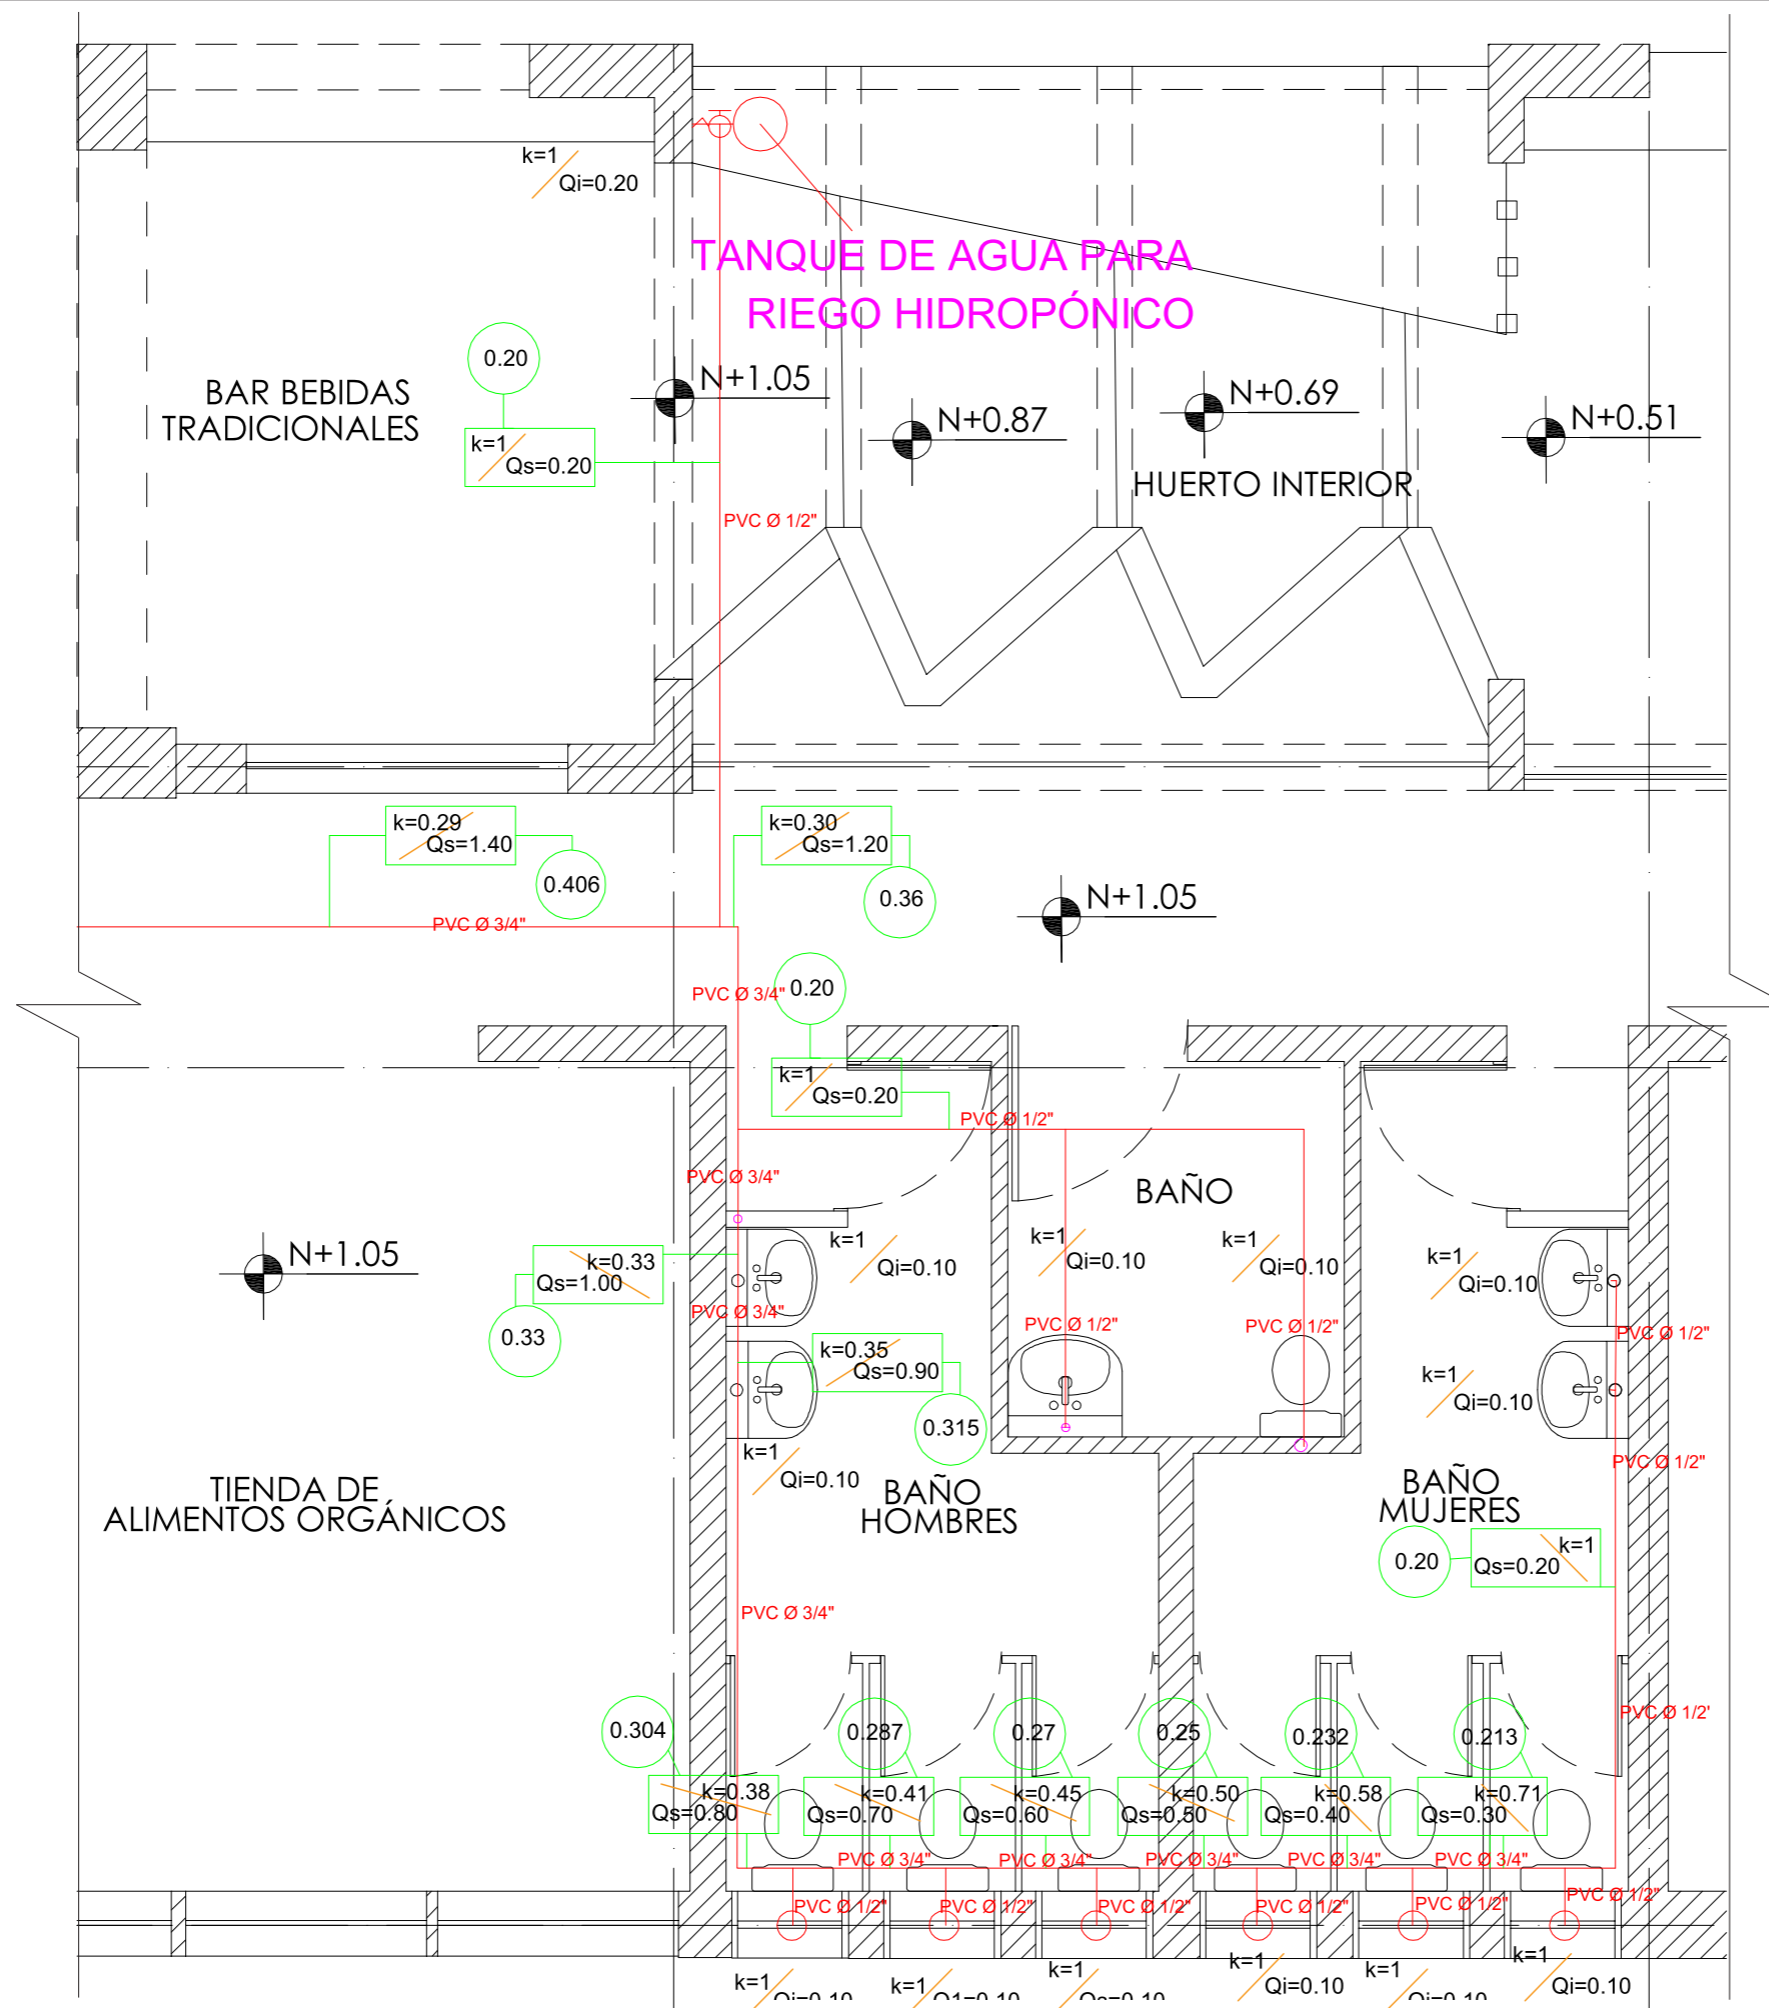 k=1
Qi=0.20
TANQUE DE AGUA PARA
RIEGO HIDROPÓNICO
0.20
BAR BEBIDAS
TRADICIONALES
k=1
Qs=0.20
N+1.05
N+0.87
N+0.69
N+0.51
HUERTO INTERIOR
PVC Ø 1/2"
k=0.29
Qs=1.40
0.406
k=0.30
Qs=1.20
0.36
PVC Ø 3/4"
N+1.05
PVC Ø 3/4"
0.20
k=1
Qs=0.20
PVC Ø 1/2"
PVC Ø 3/4"
BAÑO
N+1.05
k=0.33
Qs=1.00
0.33
k=1
Qi=0.10
k=1
Qi=0.10
k=1
Qi=0.10
k=1
Qi=0.10
PVC Ø 3/4"
PVC Ø 1/2"
PVC Ø 1/2"
PVC Ø 1/2"
k=0.35
Qs=0.90
0.315
k=1
Qi=0.10
k=1
Qi=0.10
PVC Ø 1/2"
TIENDA DE
ALIMENTOS ORGÁNICOS
BAÑO
HOMBRES
BAÑO
MUJERES
0.20
k=1
Qs=0.20
PVC Ø 3/4"
PVC Ø 1/2'
0.304
0.287
0.27
0.25
0.232
0.213
k=0.38
Qs=0.80
k=0.41
Qs=0.70
k=0.45
Qs=0.60
k=0.50
Qs=0.50
k=0.58
Qs=0.40
k=0.71
Qs=0.30
PVC Ø 3/4"
PVC Ø 3/4"
PVC Ø 3/4"
PVC Ø 3/4"
PVC Ø 3/4"
PVC Ø 1/2"
PVC Ø 1/2"
PVC Ø 1/2"
PVC Ø 1/2"
PVC Ø 1/2"
PVC Ø 1/2"
k=1
Qi=0.10
k=1
Q1=0.10
k=1
k=1
Qi=0.10
k=1
Qi=0.10
k=1
Qi=0.10